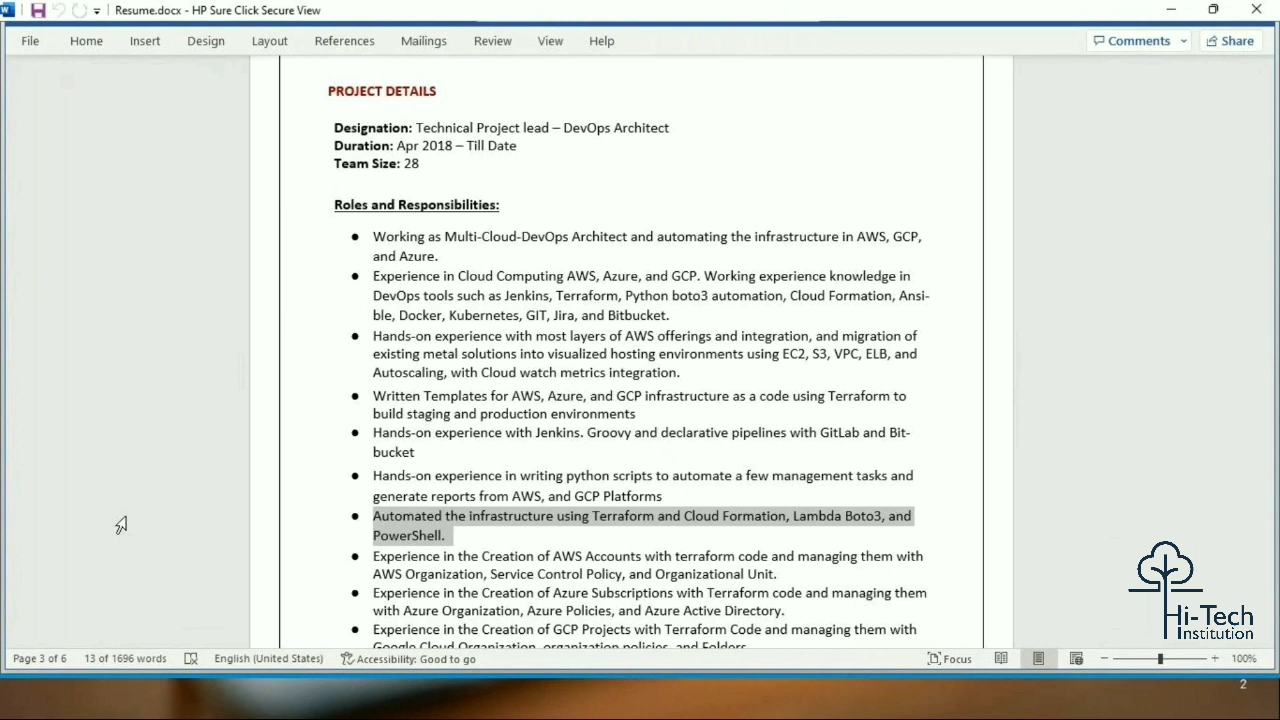 Resume.docx - HP Sure Click Secure View
File Home Insert Design Layout References Mailings Review View Help Comments Share
PROJECT DETAILS
Designation: Technical Project lead – DevOps Architect
Duration: Apr 2018 – Till Date
Team Size: 28
Roles and Responsibilities:
● Working as Multi-Cloud-DevOps Architect and automating the infrastructure in AWS, GCP,
and Azure.
● Experience in Cloud Computing AWS, Azure, and GCP. Working experience knowledge in
DevOps tools such as Jenkins, Terraform, Python boto3 automation, Cloud Formation, Ansi-
ble, Docker, Kubernetes, GIT, Jira, and Bitbucket.
● Hands-on experience with most layers of AWS offerings and integration, and migration of
existing metal solutions into visualized hosting environments using EC2, S3, VPC, ELB, and
Autoscaling, with Cloud watch metrics integration.
● Written Templates for AWS, Azure, and GCP infrastructure as a code using Terraform to
build staging and production environments
● Hands-on experience with Jenkins. Groovy and declarative pipelines with GitLab and Bit-
bucket
● Hands-on experience in writing python scripts to automate a few management tasks and
generate reports from AWS, and GCP Platforms
● Automated the infrastructure using Terraform and Cloud Formation, Lambda Boto3, and
PowerShell.
● Experience in the Creation of AWS Accounts with terraform code and managing them with
AWS Organization, Service Control Policy, and Organizational Unit.
● Experience in the Creation of Azure Subscriptions with Terraform code and managing them
with Azure Organization, Azure Policies, and Azure Active Directory.
● Experience in the Creation of GCP Projects with Terraform Code and managing them with
Google Cloud Organization, organization policies, and Folders
Hi-Tech
Institution
Page 3 of 6 13 of 1696 words English (United States) Accessibility: Good to go Focus 100%
2